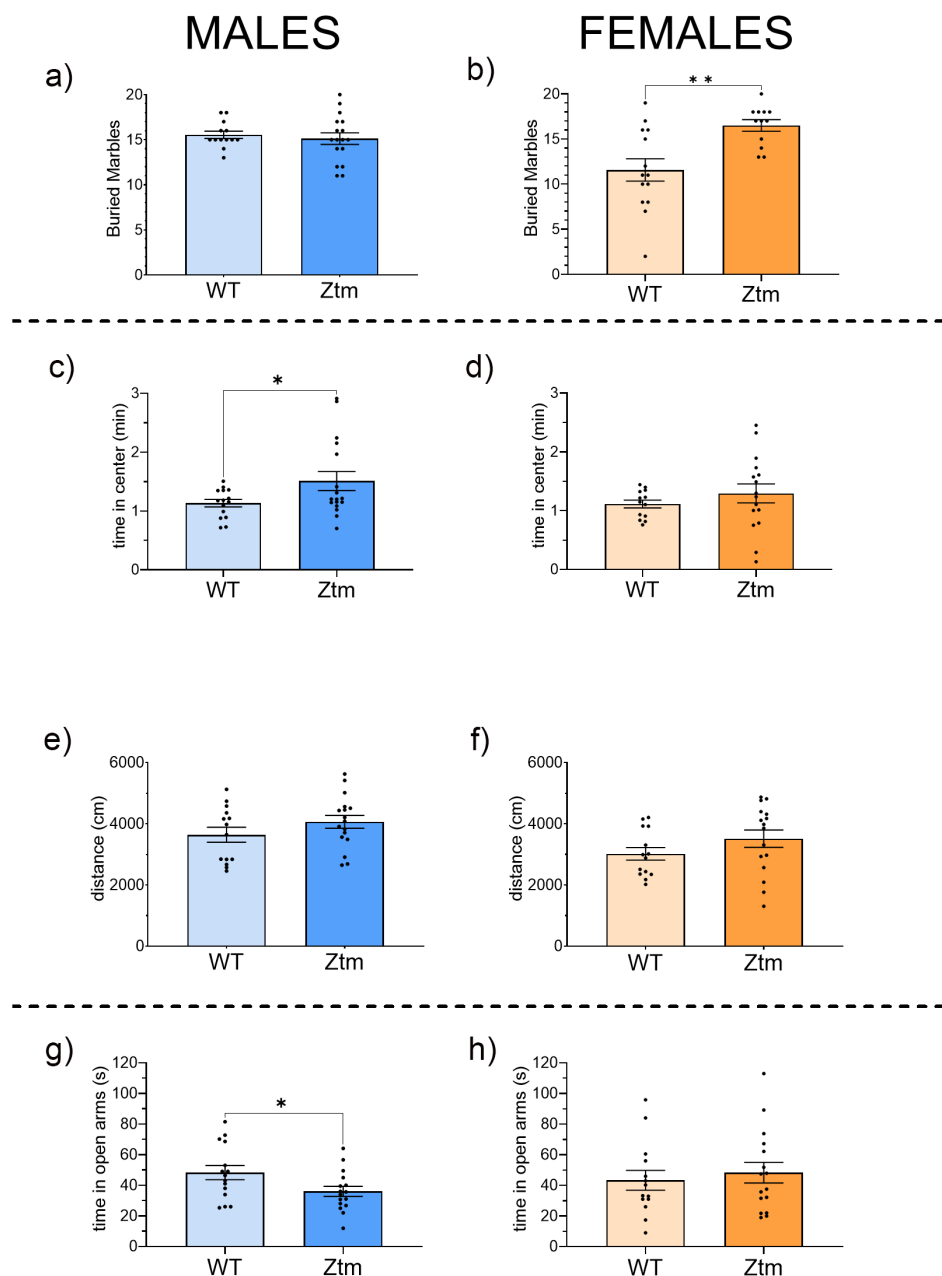 MALES
FEMALES
a)
b)
* *
Buried Marbles
20
15
10
5
0
WT
Ztm
Buried Marbles
20
15
10
5
0
WT
Ztm
c)
d)
*
time in center (min)
3
2
1
0
WT
Ztm
time in center (min)
3
2
1
0
WT
Ztm
e)
f)
distance (cm)
6000
4000
2000
0
WT
Ztm
distance (cm)
6000
4000
2000
0
WT
Ztm
g)
h)
*
time in open arms (s)
120
100
80
60
40
20
0
WT
Ztm
time in open arms (s)
120
100
80
60
40
20
0
WT
Ztm